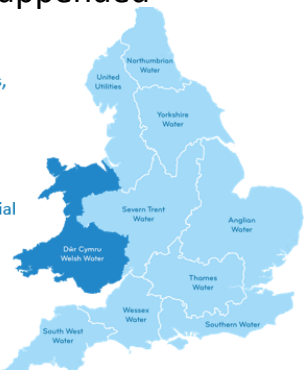 appended
Northumbrian
Water
United
Utilities
s,
Yorkshire
Water
ial
Severn Trent
Water
Anglian
Water
Dŵr Cymru
Welsh Water
Thames
Water
Wessex
Water
Southern Water
South West
Water